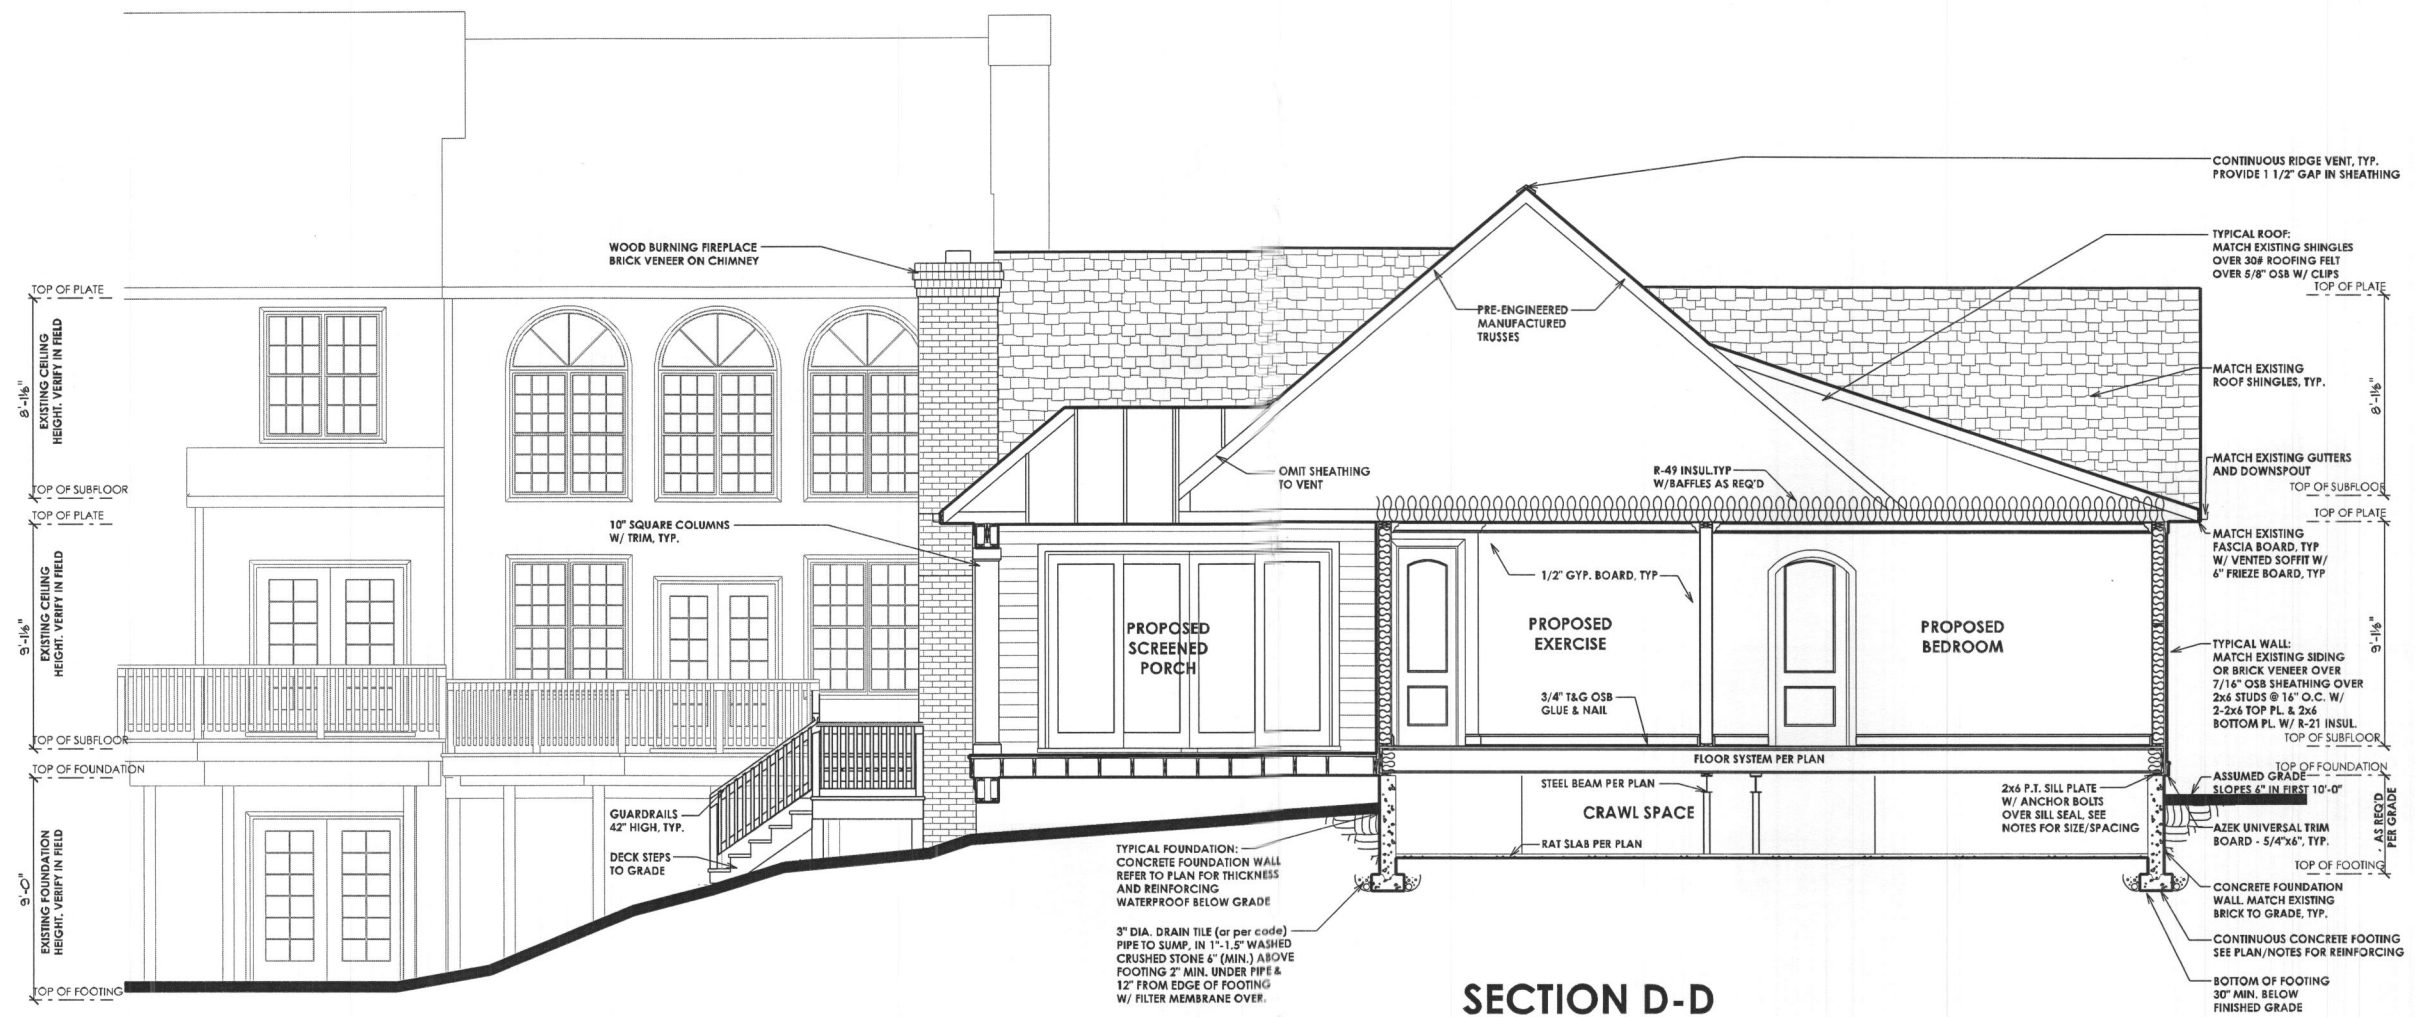 CONTINUOUS RIDGE VENT, TYP.
PROVIDE 1 1/2" GAP IN SHEATHING
TYPICAL ROOF:
MATCH EXISTING SHINGLES
OVER 30# ROOFING FELT
OVER 5/8" OSB W/ CLIPS
TOP OF PLATE
WOOD BURNING FIREPLACE
BRICK VENEER ON CHIMNEY
TOP OF PLATE
PRE-ENGINEERED
MANUFACTURED
TRUSSES
8'-1 1/8"
EXISTING CEILING
HEIGHT. VERIFY IN FIELD
MATCH EXISTING
ROOF SHINGLES, TYP.
8'-1 1/8"
OMIT SHEATHING
TO VENT
R-49 INSUL.TYP
W/BAFFLES AS REQ'D
MATCH EXISTING GUTTERS
AND DOWNSPOUT
TOP OF SUBFLOOR
TOP OF SUBFLOOR
TOP OF PLATE
TOP OF PLATE
10" SQUARE COLUMNS
W/ TRIM, TYP.
MATCH EXISTING
FASCIA BOARD, TYP
W/ VENTED SOFFIT W/
6" FRIEZE BOARD, TYP
1/2" GYP. BOARD, TYP
9'-1 1/8"
EXISTING CEILING
HEIGHT. VERIFY IN FIELD
PROPOSED
SCREENED
PORCH
PROPOSED
EXERCISE
PROPOSED
BEDROOM
9'-1 1/8"
TYPICAL WALL:
MATCH EXISTING SIDING
OR BRICK VENEER OVER
7/16" OSB SHEATHING OVER
2x6 STUDS @ 16" O.C. W/
2-2x6 TOP PL. & 2x6
BOTTOM PL. W/ R-21 INSUL.
3/4" T&G OSB
GLUE & NAIL
TOP OF SUBFLOOR
TOP OF SUBFLOOR
FLOOR SYSTEM PER PLAN
TOP OF FOUNDATION
TOP OF FOUNDATION
STEEL BEAM PER PLAN
CRAWL SPACE
2x6 P.T. SILL PLATE
W/ ANCHOR BOLTS
OVER SILL SEAL, SEE
NOTES FOR SIZE/SPACING
ASSUMED GRADE
SLOPES 6" IN FIRST 10'-0"
AS REQ'D
PER GRADE
GUARDRAILS
42" HIGH, TYP.
AZEK UNIVERSAL TRIM
BOARD - 5/4"x6", TYP.
RAT SLAB PER PLAN
DECK STEPS
TO GRADE
TOP OF FOOTING
9'-0"
EXISTING FOUNDATION
HEIGHT. VERIFY IN FIELD
TYPICAL FOUNDATION:
CONCRETE FOUNDATION WALL
REFER TO PLAN FOR THICKNESS
AND REINFORCING
WATERPROOF BELOW GRADE
CONCRETE FOUNDATION
WALL. MATCH EXISTING
BRICK TO GRADE, TYP.
3" DIA. DRAIN TILE (or per code)
PIPE TO SUMP, IN 1"-1.5" WASHED
CRUSHED STONE 6" (MIN.) ABOVE
FOOTING 2" MIN. UNDER PIPE &
12" FROM EDGE OF FOOTING
W/ FILTER MEMBRANE OVER.
CONTINUOUS CONCRETE FOOTING
SEE PLAN/NOTES FOR REINFORCING
TOP OF FOOTING
BOTTOM OF FOOTING
30" MIN. BELOW
FINISHED GRADE
SECTION D-D